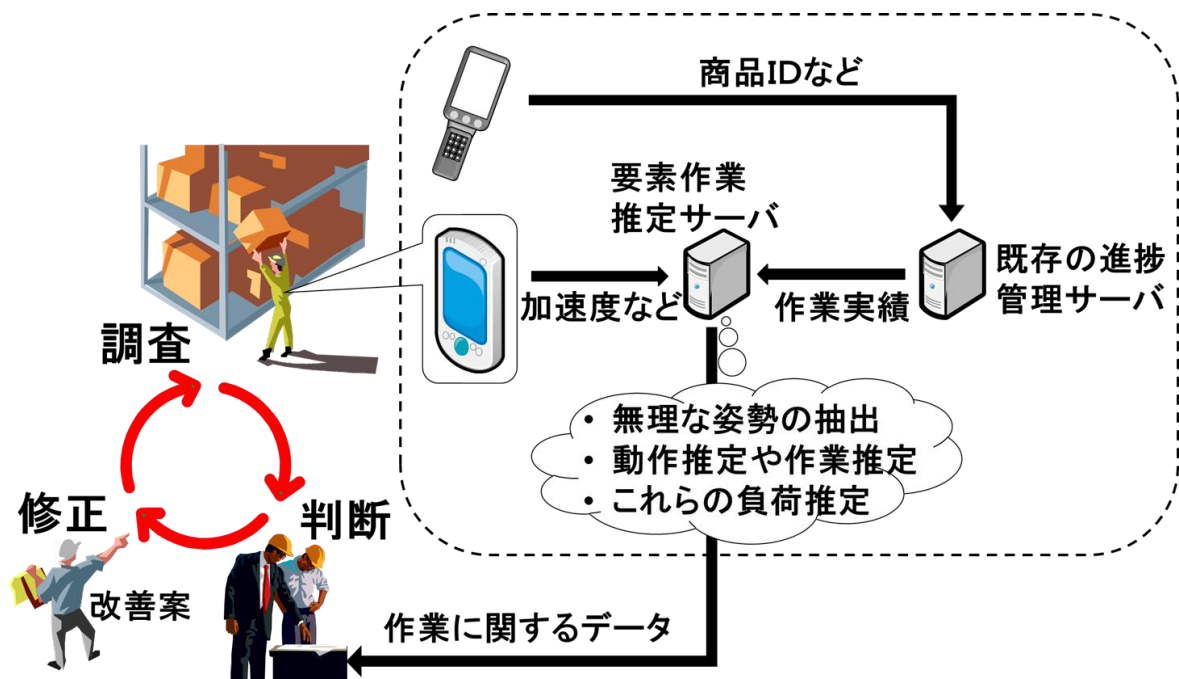 商品IDなど
要素作業
推定サーバ
既存の進捗
管理サーバ
加速度など
作業実績
調査
・ 無理な姿勢の抽出
・ 動作推定や作業推定
・ これらの負荷推定
修正
判断
改善案
作業に関するデータ